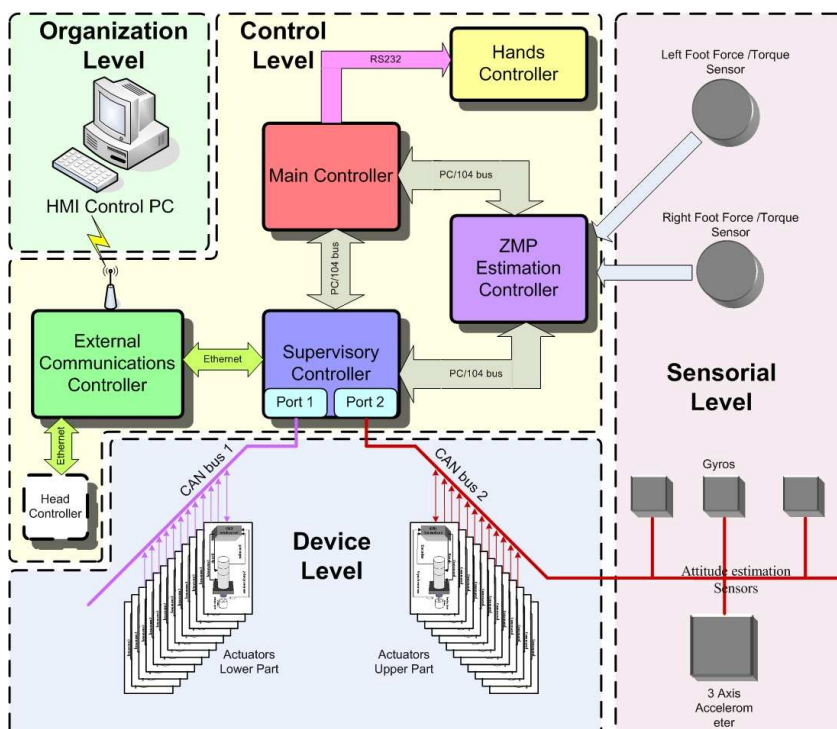 Organization
Level
HMI Control PC
Control
Level
RS232
Hands
Controller
Main Controller
PC/104 bus
PC/104 bus
ZMP
Estimation
Controller
External
Communications
Controller
Ethernet
Supervisory
Controller
Port 1
Port 2
PC/104 bus
Ethernet
Head
Controller
Left Foot Force /Torque
Sensor
Right Foot Force /Torque
Sensor
Sensorial
Level
Gyros
Attitude estimation
Sensors
3 Axis
Accelerom
eter
CAN bus 1
CAN bus 2
Device
Level
Actuators
Lower Part
Actuators
Upper Part